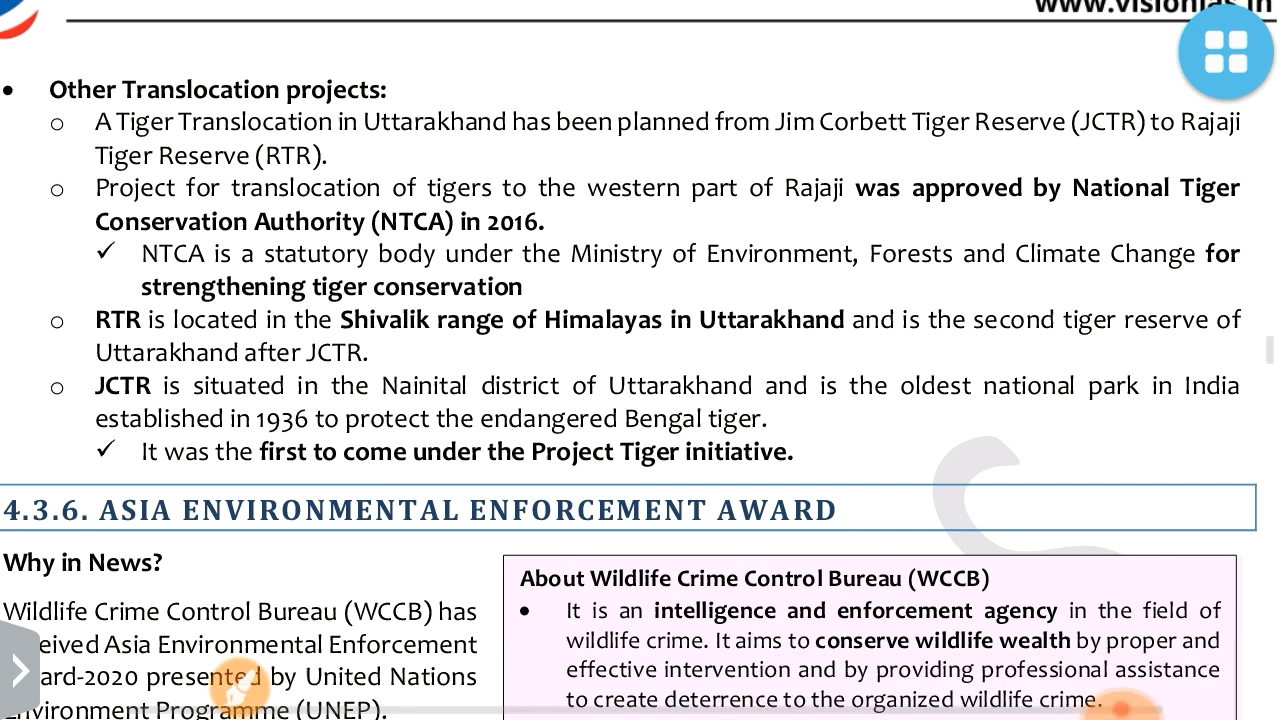 www.visionias.in
• Other Translocation projects:
o A Tiger Translocation in Uttarakhand has been planned from Jim Corbett Tiger Reserve (JCTR) to Rajaji
Tiger Reserve (RTR).
o Project for translocation of tigers to the western part of Rajaji was approved by National Tiger
Conservation Authority (NTCA) in 2016.
✓ NTCA is a statutory body under the Ministry of Environment, Forests and Climate Change for
strengthening tiger conservation
o RTR is located in the Shivalik range of Himalayas in Uttarakhand and is the second tiger reserve of
Uttarakhand after JCTR.
o JCTR is situated in the Nainital district of Uttarakhand and is the oldest national park in India
established in 1936 to protect the endangered Bengal tiger.
✓ It was the first to come under the Project Tiger initiative.
4.3.6. ASIA ENVIRONMENTAL ENFORCEMENT AWARD
Why in News?
Wildlife Crime Control Bureau (WCCB) has
eived Asia Environmental Enforcement
ard-2020 presented by United Nations
Environment Programme (UNEP).
About Wildlife Crime Control Bureau (WCCB)
• It is an intelligence and enforcement agency in the field of
wildlife crime. It aims to conserve wildlife wealth by proper and
effective intervention and by providing professional assistance
to create deterrence to the organized wildlife crime.